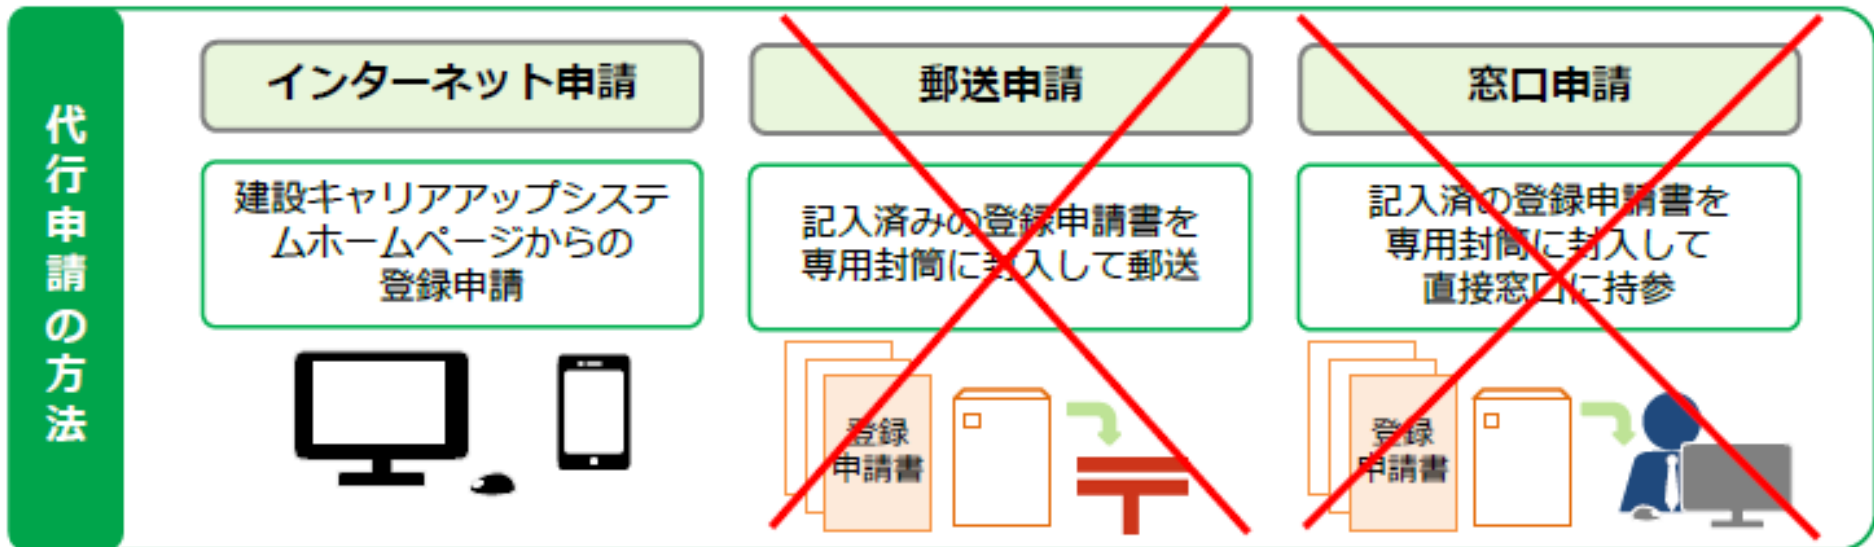 代行申請の方法
インターネット申請
建設キャリアアップシステ
ムホームページからの
登録申請
郵送申請
記入済みの登録申請書を
専用封筒に封入して郵送
登録
申請書
窓口申請
記入済の登録申請書を
専用封筒に封入して
直接窓口に持参
登録
申請書